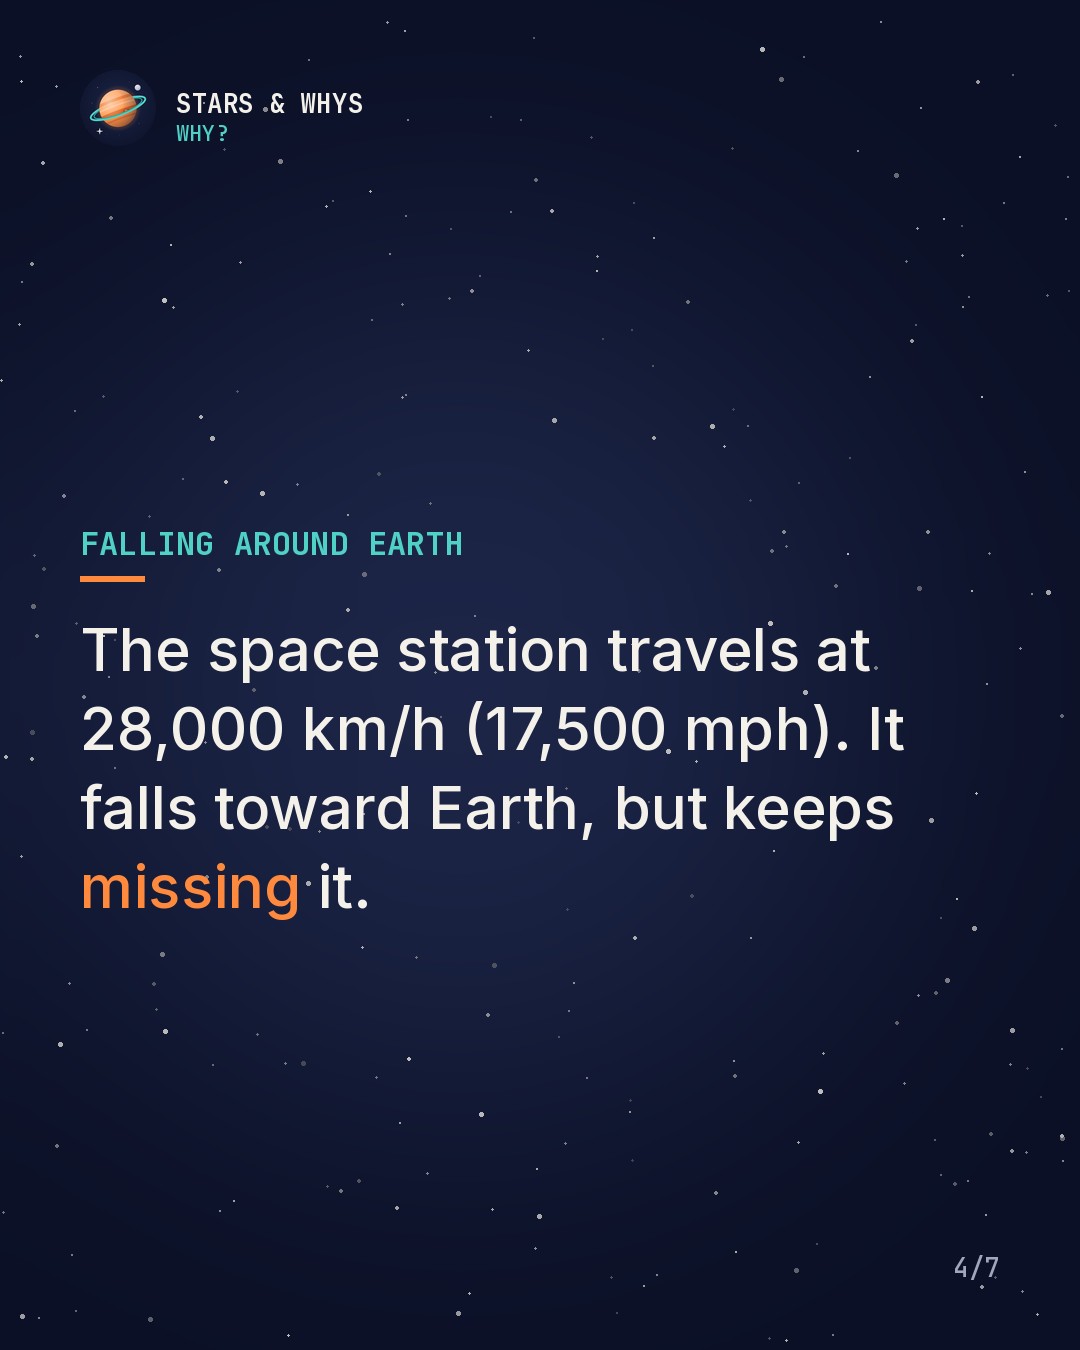 STARS & WHYS
WHY?
FALLING AROUND EARTH
The space station travels at
28,000 km/h (17,500 mph). It
falls toward Earth, but keeps
missing it.
4/7